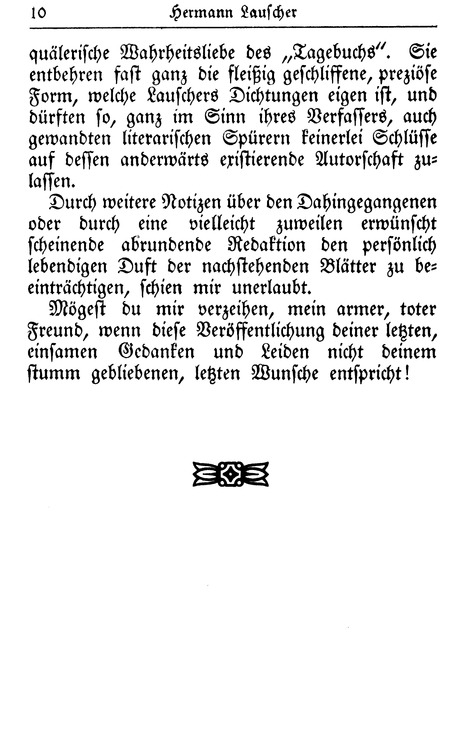 10 Hermann Lauscher
quälerische Wahrheitsliebe des „Tagebuchs“. Sie
entbehren fast ganz die fleißig geschliffene, preziöse
Form, welche Lauschers Dichtungen eigen ist, und
dürften so, ganz im Sinn ihres Verfassers, auch
gewandten literarischen Spürern keinerlei Schlüsse
auf dessen anderwärts existierende Autorschaft zu=
lassen.
Durch weitere Notizen über den Dahingegangenen
oder durch eine vielleicht zuweilen erwünscht
scheinende abrundende Redaktion den persönlich
lebendigen Duft der nachstehenden Blätter zu be=
einträchtigen, schien mir unerlaubt.
Mögest du mir verzeihen, mein armer, toter
Freund, wenn diese Veröffentlichung deiner letzten,
einsamen Gedanken und Leiden nicht deinem
stumm gebliebenen, letzten Wunsche entspricht!